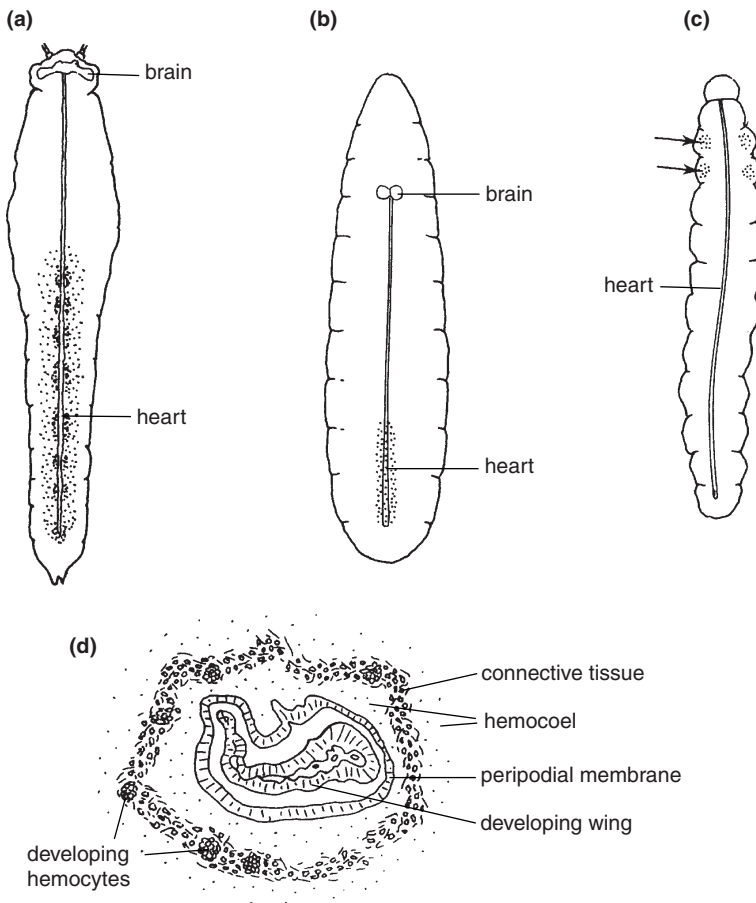 (a)
brain
heart
(b)
brain
heart
(c)
heart
(d)
connective tissue
hemocoel
peripodial membrane
developing wing
developing
hemocytes